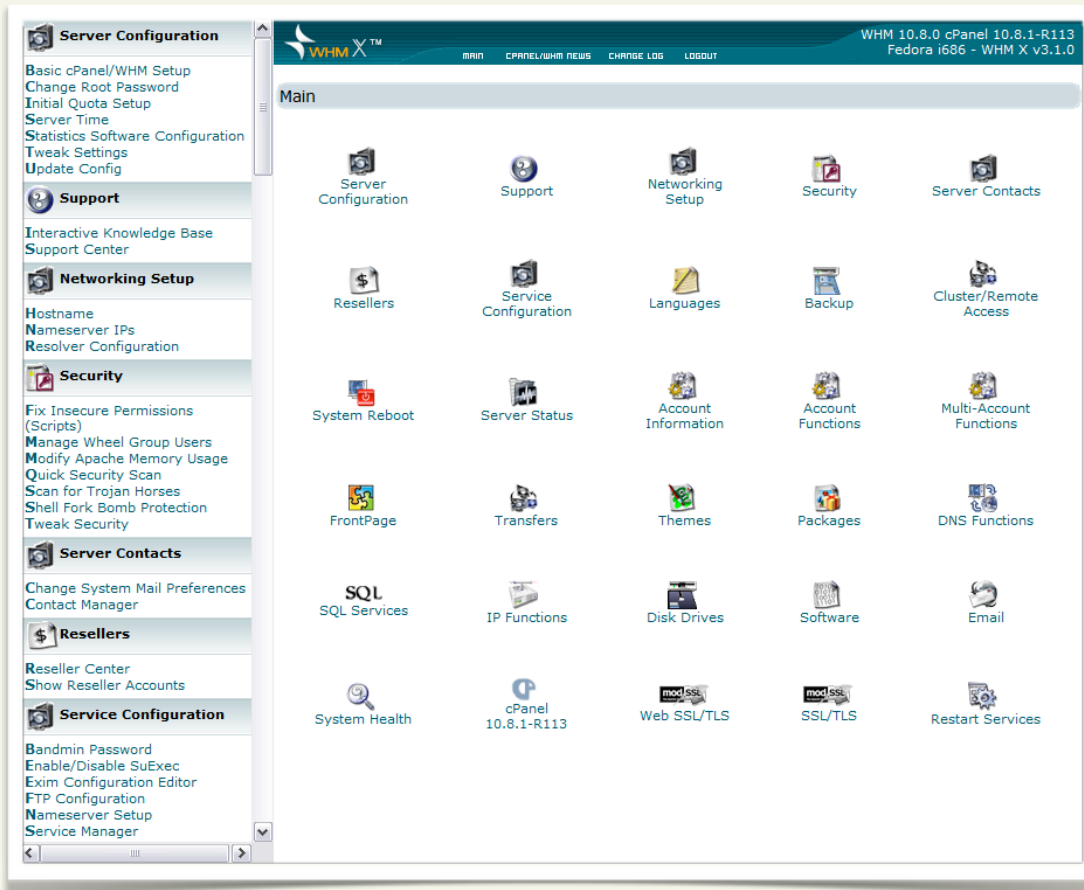 Server Configuration
Basic cPanel/WHM Setup
Change Root Password
Initial Quota Setup
Server Time
Statistics Software Configuration
Tweak Settings
Update Config
Support
Interactive Knowledge Base
Support Center
Networking Setup
Hostname
Nameserver IPs
Resolver Configuration
Security
Fix Insecure Permissions
(Scripts)
Manage Wheel Group Users
Modify Apache Memory Usage
Quick Security Scan
Scan for Trojan Horses
Shell Fork Bomb Protection
Tweak Security
Server Contacts
Change System Mail Preferences
Contact Manager
Resellers
Reseller Center
Show Reseller Accounts
Service Configuration
Bandmin Password
Enable/Disable SuExec
Exim Configuration Editor
FTP Configuration
Nameserver Setup
Service Manager
WHM X™
MAIN CPANEL/WHM NEWS CHANGE LOG LOGOUT
WHM 10.8.0 cPanel 10.8.1-R113
Fedora i686 - WHM X v3.1.0
Main
Server
Configuration
Support
Networking
Setup
Security
Server Contacts
Resellers
Service
Configuration
Languages
Backup
Cluster/Remote
Access
System Reboot
Server Status
Account
Information
Account
Functions
Multi-Account
Functions
FrontPage
Transfers
Themes
Packages
DNS Functions
SQL
SQL Services
IP Functions
Disk Drives
Software
Email
System Health
cPanel
10.8.1-R113
mod SSL
Web SSL/TLS
mod SSL
SSL/TLS
Restart Services